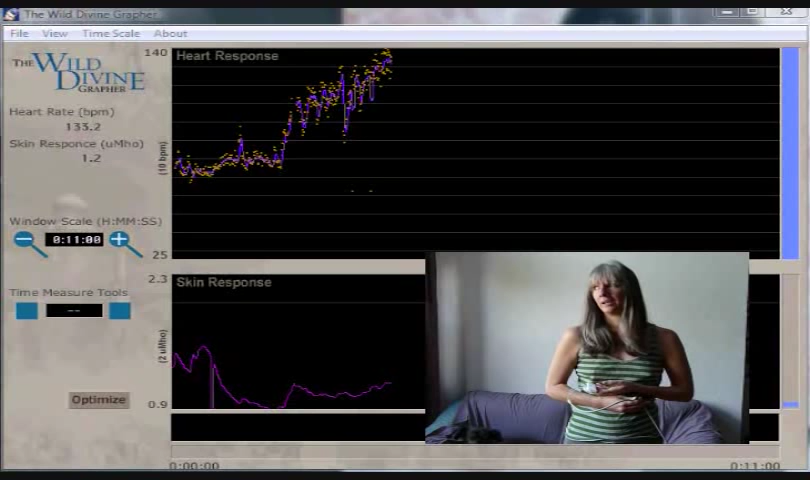 The Wild Divine Grapher
File View Time Scale About
THE WILD DIVINE GRAPHER
Heart Rate (bpm)
133.2
Skin Responce (uMho)
1.2
Window Scale (H:MM:SS)
0:11:00
Time Measure Tools
--
Optimize
140
Heart Response
(10 bpm)
25
2.3
Skin Response
(2 uMho)
0.9
0:00:00
0:11:00